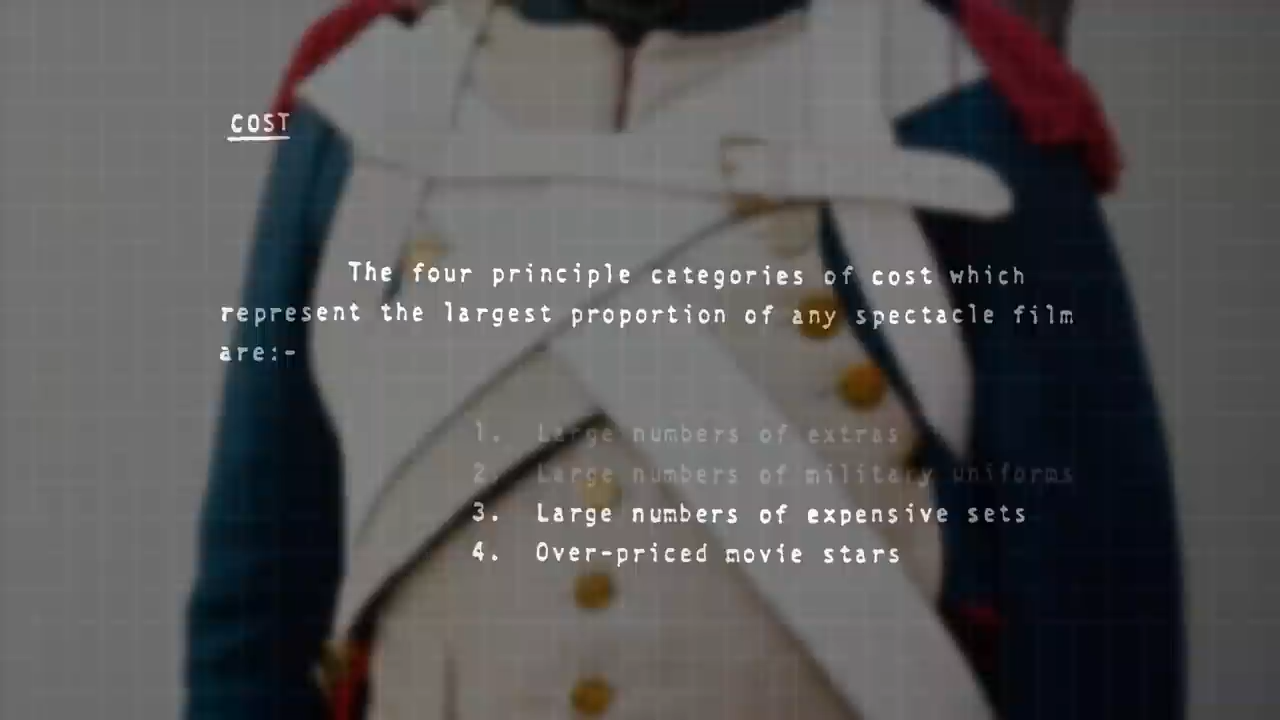 COST
The four principle categories of cost which
represent the largest proportion of any spectacle film
are:-
1. Large numbers of extras
2. Large numbers of military uniforms
3. Large numbers of expensive sets
4. Over-priced movie stars